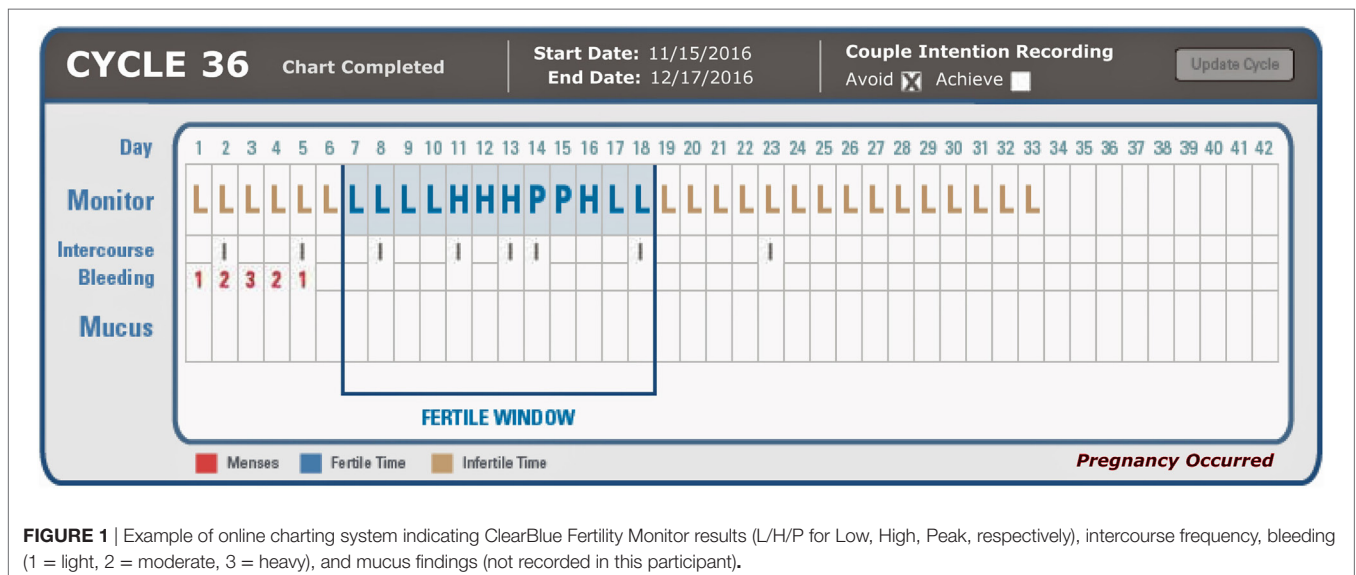 CYCLE 36 Chart Completed Start Date: 11/15/2016 Couple Intention Recording Update Cycle
End Date: 12/17/2016 Avoid X Achieve
Day 1 2 3 4 5 6 7 8 9 10 11 12 13 14 15 16 17 18 19 20 21 22 23 24 25 26 27 28 29 30 31 32 33 34 35 36 37 38 39 40 41 42
Monitor L L L L L L L L L L H H H P P H L L L L L L L L L L L L L L L L L
Intercourse I I I I I I I I
Bleeding 1 2 3 2 1
Mucus
FERTILE WINDOW
Menses Fertile Time Infertile Time Pregnancy Occurred
FIGURE 1 | Example of online charting system indicating ClearBlue Fertility Monitor results (L/H/P for Low, High, Peak, respectively), intercourse frequency, bleeding
(1 = light, 2 = moderate, 3 = heavy), and mucus findings (not recorded in this participant).